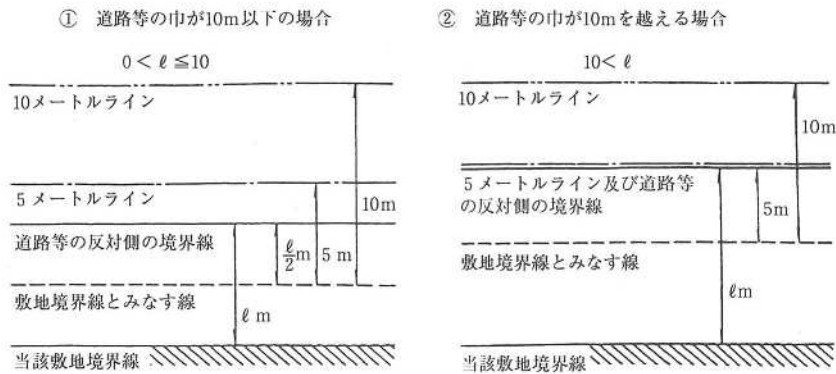 ① 道路等の巾が10m以下の場合
0 < ℓ ≦10
10メートルライン
5メートルライン
道路等の反対側の境界線
敷地境界線とみなす線
当該敷地境界線
ℓ m
ℓ/2 m
5 m
10m
② 道路等の巾が10mを越える場合
10< ℓ
10メートルライン
5メートルライン及び道路等
の反対側の境界線
敷地境界線とみなす線
当該敷地境界線
ℓm
5m
10m